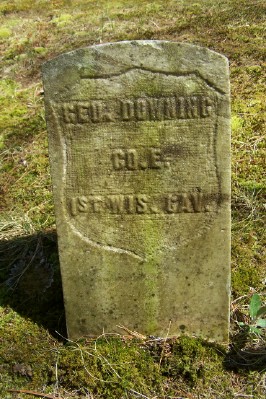 GEO. DOWNING
CO. E.
1ST WIS. CAV.